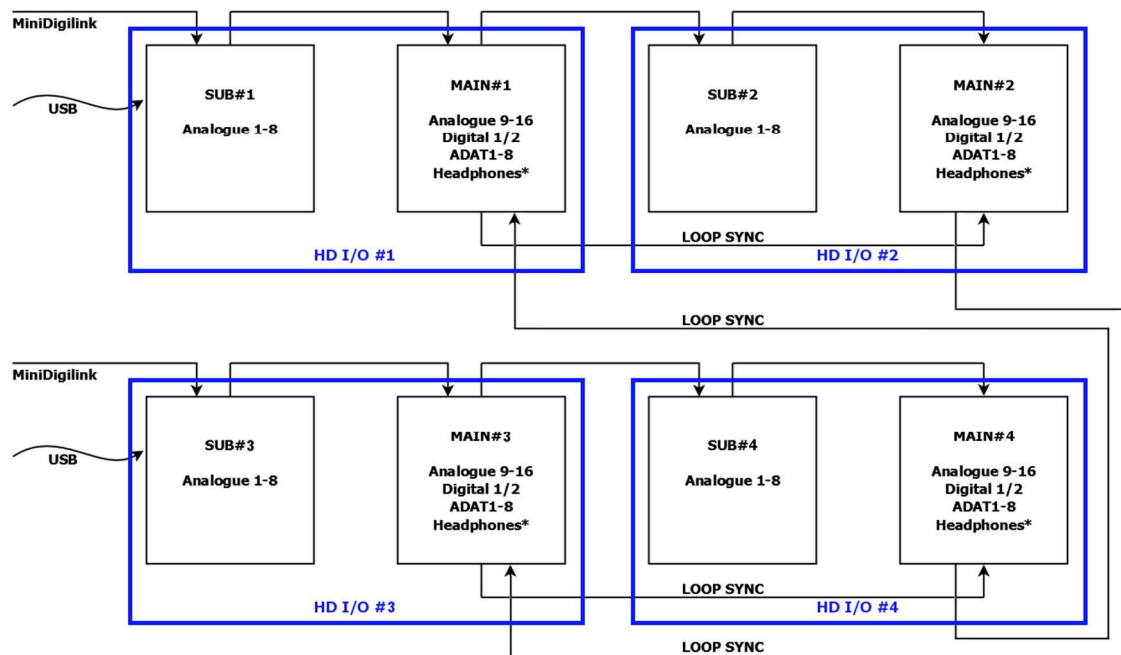 MiniDigilink
USB
SUB#1
Analogue 1-8
MAIN#1
Analogue 9-16
Digital 1/2
ADAT1-8
Headphones*
SUB#2
Analogue 1-8
MAIN#2
Analogue 9-16
Digital 1/2
ADAT1-8
Headphones*
LOOP SYNC
HD I/O #1
HD I/O #2
LOOP SYNC
MiniDigilink
USB
SUB#3
Analogue 1-8
MAIN#3
Analogue 9-16
Digital 1/2
ADAT1-8
Headphones*
SUB#4
Analogue 1-8
MAIN#4
Analogue 9-16
Digital 1/2
ADAT1-8
Headphones*
LOOP SYNC
HD I/O #3
HD I/O #4
LOOP SYNC